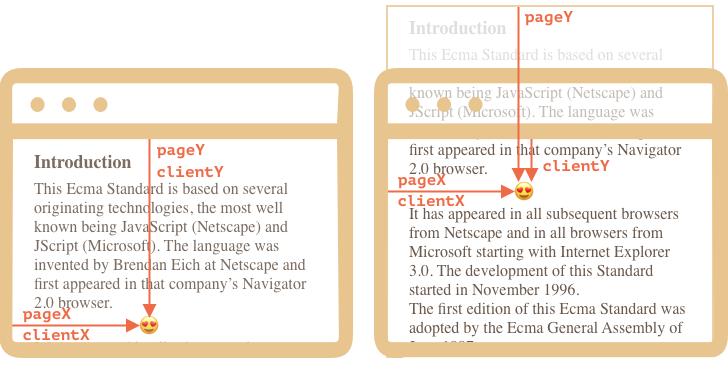 pageY
clientY
Introduction
This Ecma Standard is based on several
originating technologies, the most well
known being JavaScript (Netscape) and
JScript (Microsoft). The language was
invented by Brendan Eich at Netscape and
first appeared in that company’s Navigator
2.0 browser.
pageX
clientX
pageY
Introduction
This Ecma Standard is based on several
known being JavaScript (Netscape) and
JScript (Microsoft). The language was
first appeared in that company’s Navigator
2.0 browser.
clientY
pageX
clientX
It has appeared in all subsequent browsers
from Netscape and in all browsers from
Microsoft starting with Internet Explorer
3.0. The development of this Standard
started in November 1996.
The first edition of this Ecma Standard was
adopted by the Ecma General Assembly of